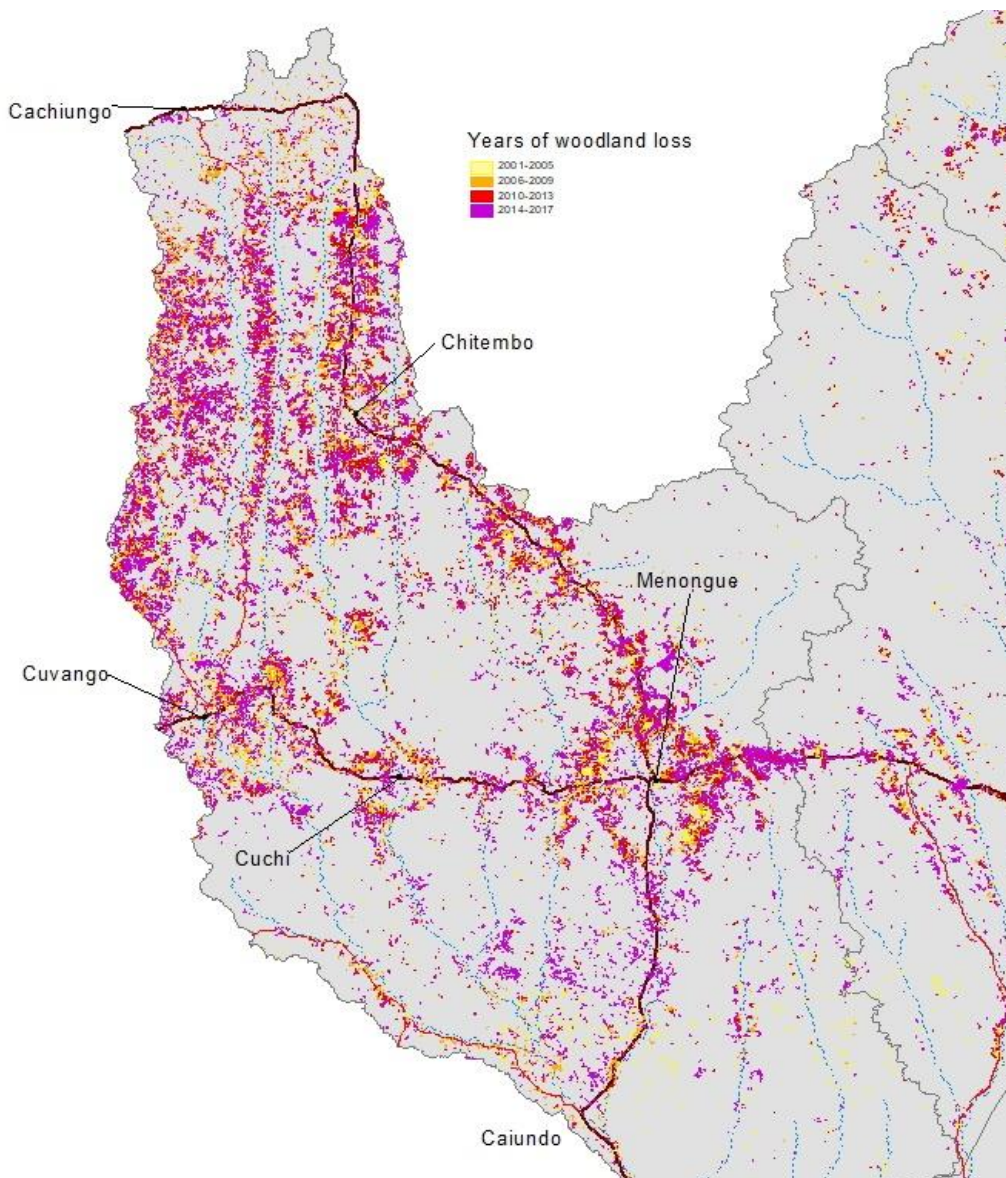 Cachiungo
Years of woodland loss
2001-2005
2006-2009
2010-2013
2014-2017
Chitembo
Menongue
Cuvango
Cuchi
Caiundo